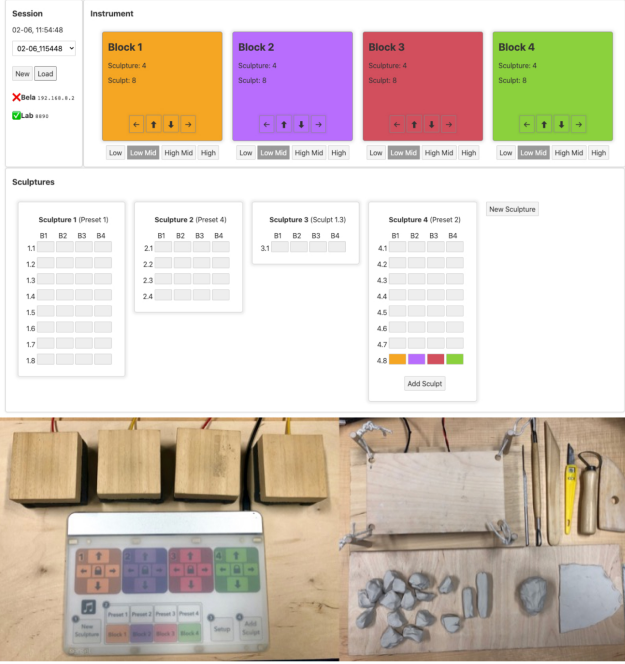 Session
02-06, 11:54:48
02-06_115448
New Load
❌Bela 192.168.8.2
✅Lab 8890
Instrument
Block 1
Sculpture: 4
Sculpt: 8
← ↑ ↓ →
Low Low Mid High Mid High
Block 2
Sculpture: 4
Sculpt: 8
← ↑ ↓ →
Low Low Mid High Mid High
Block 3
Sculpture: 4
Sculpt: 8
← ↑ ↓ →
Low Low Mid High Mid High
Block 4
Sculpture: 4
Sculpt: 8
← ↑ ↓ →
Low Low Mid High Mid High
Sculptures
Sculpture 1 (Preset 1)
B1 B2 B3 B4
1.1
1.2
1.3
1.4
1.5
1.6
1.7
1.8
Sculpture 2 (Preset 4)
B1 B2 B3 B4
2.1
2.2
2.3
2.4
Sculpture 3 (Sculpt 1.3)
B1 B2 B3 B4
3.1
Sculpture 4 (Preset 2)
B1 B2 B3 B4
4.1
4.2
4.3
4.4
4.5
4.6
4.7
4.8
Add Sculpt
New Sculpture
1 2 3 4
Preset 1 Preset 2 Preset 3 Preset 4
New
Sculpture
Block 1 Block 2 Block 3 Block 4
Setup
Add
Sculpt